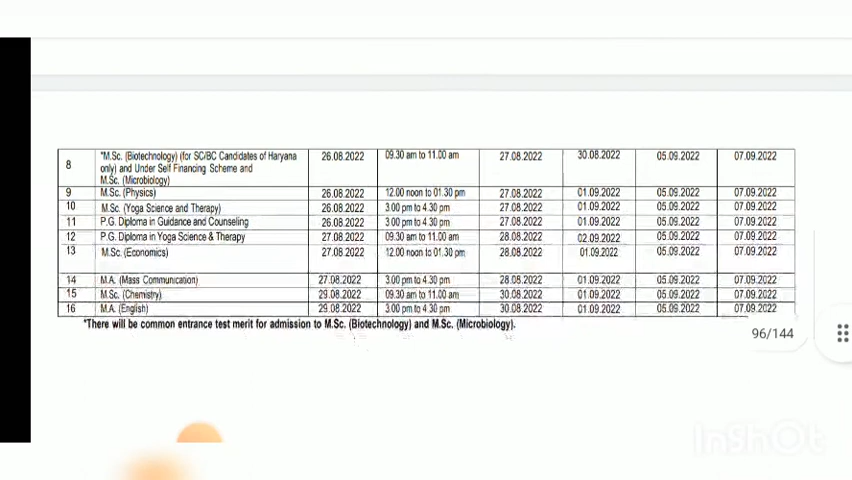 8 *M.Sc. (Biotechnology) (for SC/BC Candidates of Haryana only) and Under Self Financing Scheme and M.Sc. (Microbiology) 26.08.2022 09.30 am to 11.00 am 27.08.2022 30.08.2022 05.09.2022 07.09.2022
9 M.Sc. (Physics) 26.08.2022 12.00 noon to 01.30 pm 27.08.2022 01.09.2022 05.09.2022 07.09.2022
10 M.Sc. (Yoga Science and Therapy) 26.08.2022 3.00 pm to 4.30 pm 27.08.2022 01.09.2022 05.09.2022 07.09.2022
11 P.G. Diploma in Guidance and Counseling 26.08.2022 3.00 pm to 4.30 pm 27.08.2022 01.09.2022 05.09.2022 07.09.2022
12 P.G. Diploma in Yoga Science & Therapy 27.08.2022 09.30 am to 11.00 am 28.08.2022 02.09.2022 05.09.2022 07.09.2022
13 M.Sc. (Economics) 27.08.2022 12.00 noon to 01.30 pm 28.08.2022 01.09.2022 05.09.2022 07.09.2022
14 M.A. (Mass Communication) 27.08.2022 3.00 pm to 4.30 pm 28.08.2022 01.09.2022 05.09.2022 07.09.2022
15 M.Sc. (Chemistry) 29.08.2022 09.30 am to 11.00 am 30.08.2022 01.09.2022 05.09.2022 07.09.2022
16 M.A. (English) 29.08.2022 3.00 pm to 4.30 pm 30.08.2022 01.09.2022 05.09.2022 07.09.2022
*There will be common entrance test merit for admission to M.Sc. (Biotechnology) and M.Sc. (Microbiology).
96/144
InShOt